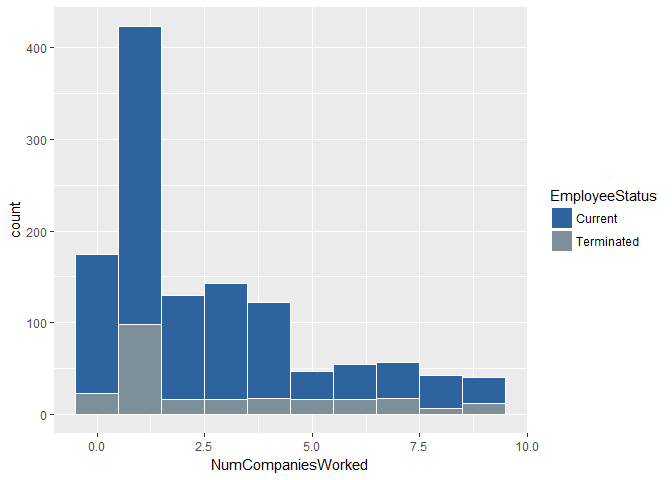 400
300
200
100
0
count
0.0 2.5 5.0 7.5 10.0
NumCompaniesWorked
EmployeeStatus
Current
Terminated